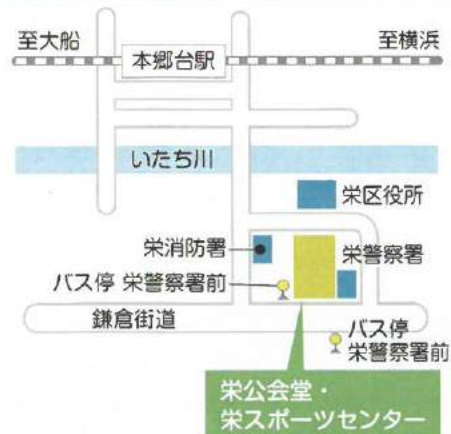 至大船
至横浜
本郷台駅
いたち川
栄区役所
栄消防署
栄警察署
バス停 栄警察署前
鎌倉街道
バス停
栄警察署前
栄公会堂・
栄スポーツセンター